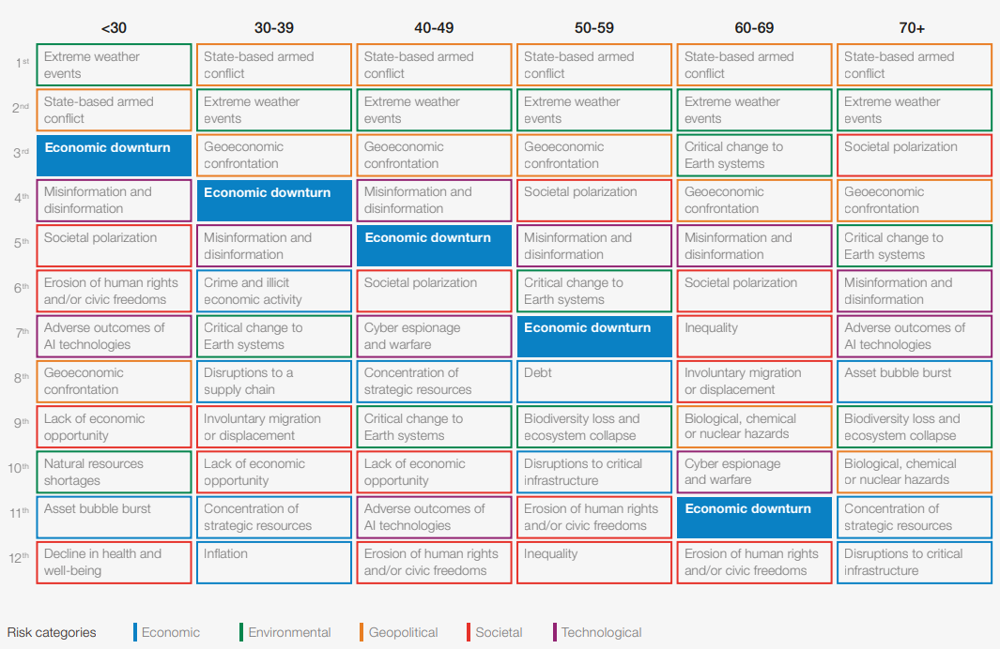 <30 30-39 40-49 50-59 60-69 70+
1st Extreme weather State-based armed State-based armed State-based armed State-based armed State-based armed
events conflict conflict conflict conflict conflict
2nd State-based armed Extreme weather Extreme weather Extreme weather Extreme weather Extreme weather
conflict events events events events events
3rd Economic downturn Geoeconomic Geoeconomic Geoeconomic Critical change to Societal polarization
confrontation confrontation confrontation Earth systems
4th Misinformation and Economic downturn Misinformation and Societal polarization Geoeconomic Geoeconomic
disinformation disinformation confrontation confrontation
5th Societal polarization Misinformation and Economic downturn Misinformation and Misinformation and Critical change to
disinformation disinformation disinformation Earth systems
6th Erosion of human rights Crime and illicit Societal polarization Critical change to Societal polarization Misinformation and
and/or civic freedoms economic activity Earth systems disinformation
7th Adverse outcomes of Critical change to Cyber espionage Economic downturn Inequality Adverse outcomes of
AI technologies Earth systems and warfare AI technologies
8th Geoeconomic Disruptions to a Concentration of Debt Involuntary migration Asset bubble burst
confrontation supply chain strategic resources or displacement
9th Lack of economic Involuntary migration Critical change to Biodiversity loss and Biological, chemical Biodiversity loss and
opportunity or displacement Earth systems ecosystem collapse or nuclear hazards ecosystem collapse
10th Natural resources Lack of economic Lack of economic Disruptions to critical Cyber espionage Biological, chemical
shortages opportunity opportunity infrastructure and warfare or nuclear hazards
11th Asset bubble burst Concentration of Adverse outcomes of Erosion of human rights Economic downturn Concentration of
strategic resources AI technologies and/or civic freedoms strategic resources
12th Decline in health and Inflation Erosion of human rights Inequality Erosion of human rights Disruptions to critical
well-being and/or civic freedoms and/or civic freedoms infrastructure
Risk categories Economic Environmental Geopolitical Societal Technological